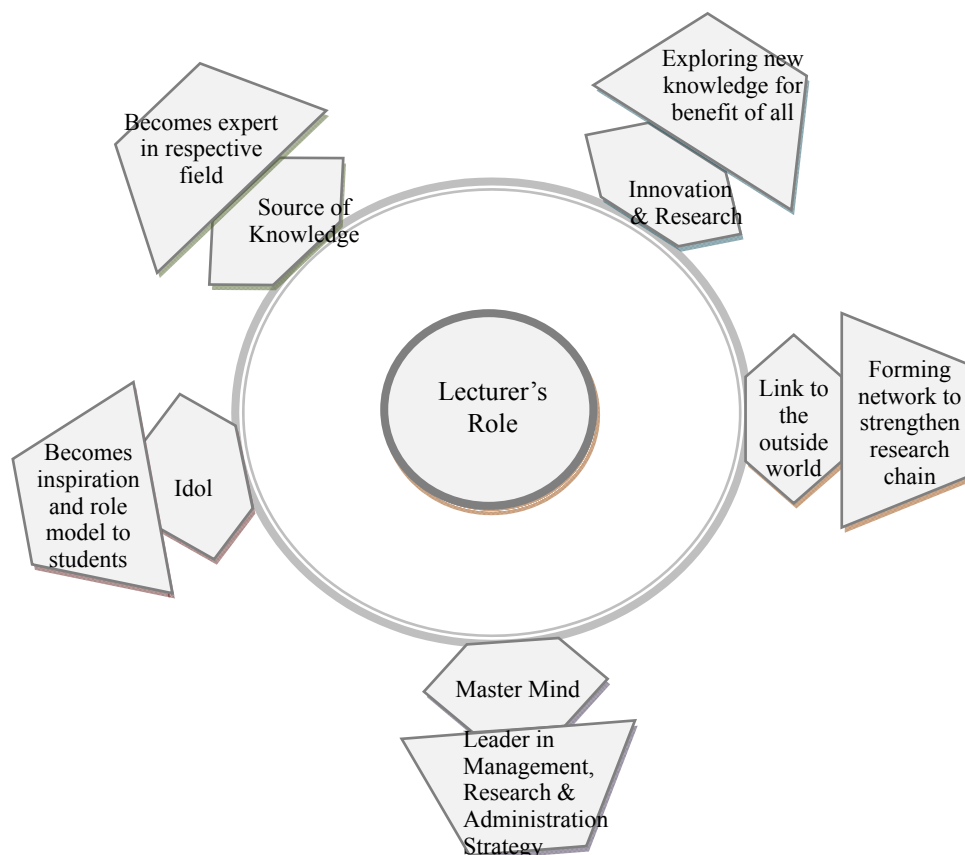 Exploring new
knowledge for
benefit of all
Becomes expert
in respective
field
Innovation
& Research
Source of
Knowledge
Lecturer’s
Role
Link to
the
outside
world
Forming
network to
strengthen
research
chain
Becomes
inspiration
and role
model to
students
Idol
Master Mind
Leader in
Management,
Research &
Administration
Strategy